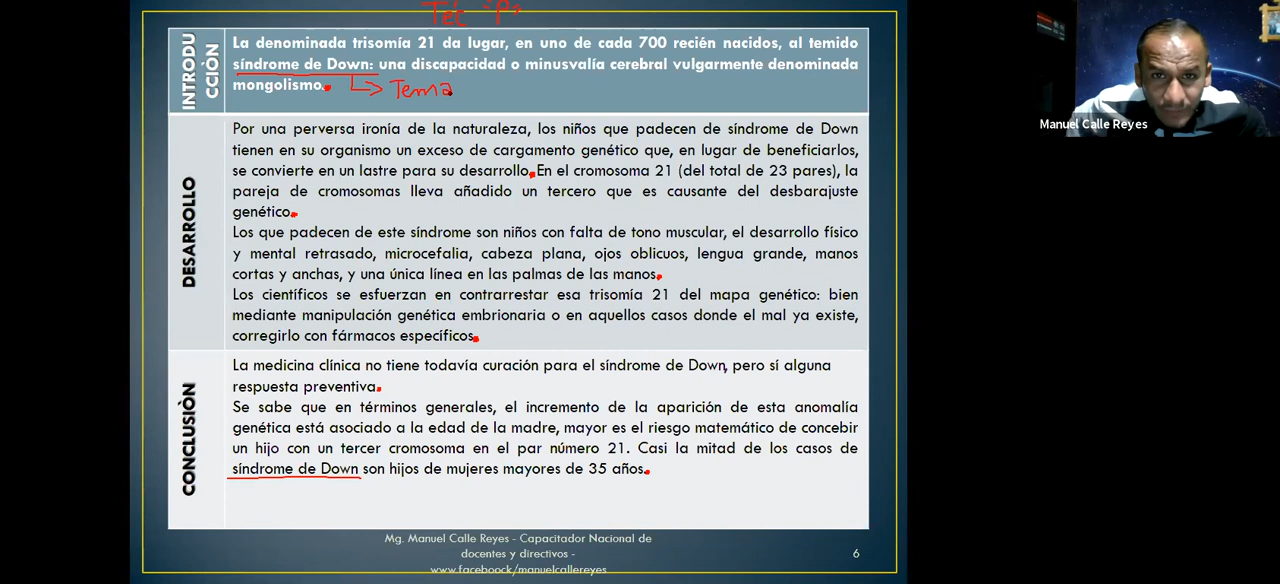 Téc
INTRODU
CCIÓN
La denominada trisomía 21 da lugar, en uno de cada 700 recién nacidos, al temido
síndrome de Down: una discapacidad o minusvalía cerebral vulgarmente denominada
mongolismo.
Tema
DESARROLLO
Por una perversa ironía de la naturaleza, los niños que padecen de síndrome de Down
tienen en su organismo un exceso de cargamento genético que, en lugar de beneficiarlos,
se convierte en un lastre para su desarrollo. En el cromosoma 21 (del total de 23 pares), la
pareja de cromosomas lleva añadido un tercero que es causante del desbarajuste
genético.
Los que padecen de este síndrome son niños con falta de tono muscular, el desarrollo físico
y mental retrasado, microcefalia, cabeza plana, ojos oblicuos, lengua grande, manos
cortas y anchas, y una única línea en las palmas de las manos.
Los científicos se esfuerzan en contrarrestar esa trisomía 21 del mapa genético: bien
mediante manipulación genética embrionaria o en aquellos casos donde el mal ya existe,
corregirlo con fármacos específicos.
CONCLUSIÒN
La medicina clínica no tiene todavía curación para el síndrome de Down, pero sí alguna
respuesta preventiva.
Se sabe que en términos generales, el incremento de la aparición de esta anomalía
genética está asociado a la edad de la madre, mayor es el riesgo matemático de concebir
un hijo con un tercer cromosoma en el par número 21. Casi la mitad de los casos de
síndrome de Down son hijos de mujeres mayores de 35 años.
Mg. Manuel Calle Reyes - Capacitador Nacional de
docentes y directivos -
www.faceboock/manuelcallereyes
6
Manuel Calle Reyes